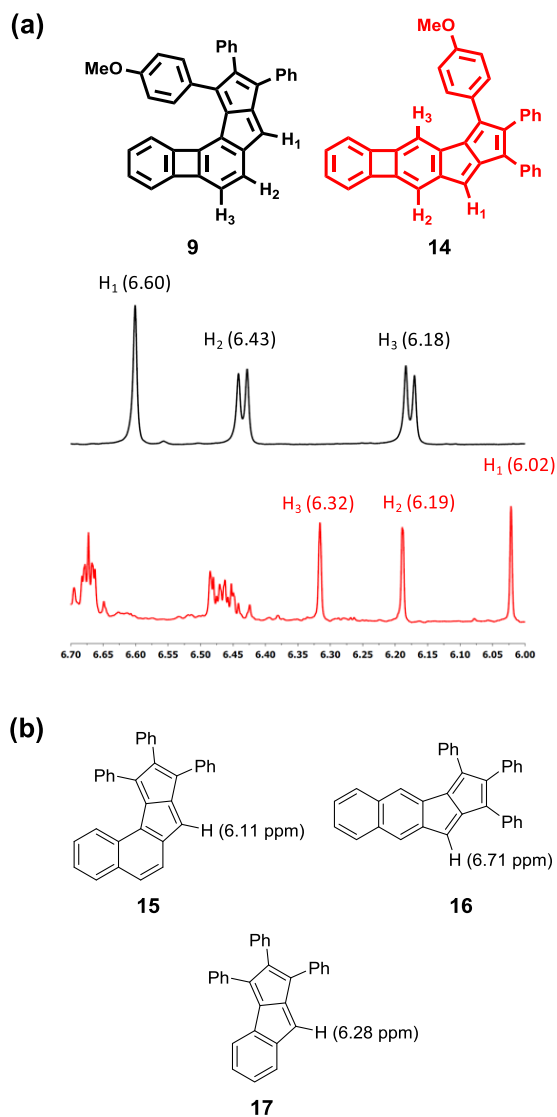 (a)
Ph
Ph
MeO
H1
H2
H3
9
MeO
H3
Ph
Ph
H2
H1
14
H1 (6.60)
H2 (6.43)
H3 (6.18)
H1 (6.02)
H3 (6.32)
H2 (6.19)
6.70 6.65 6.60 6.55 6.50 6.45 6.40 6.35 6.30 6.25 6.20 6.15 6.10 6.05 6.00
(b)
Ph
Ph
Ph
H (6.11 ppm)
15
Ph
Ph
Ph
H (6.71 ppm)
16
Ph
Ph
Ph
H (6.28 ppm)
17